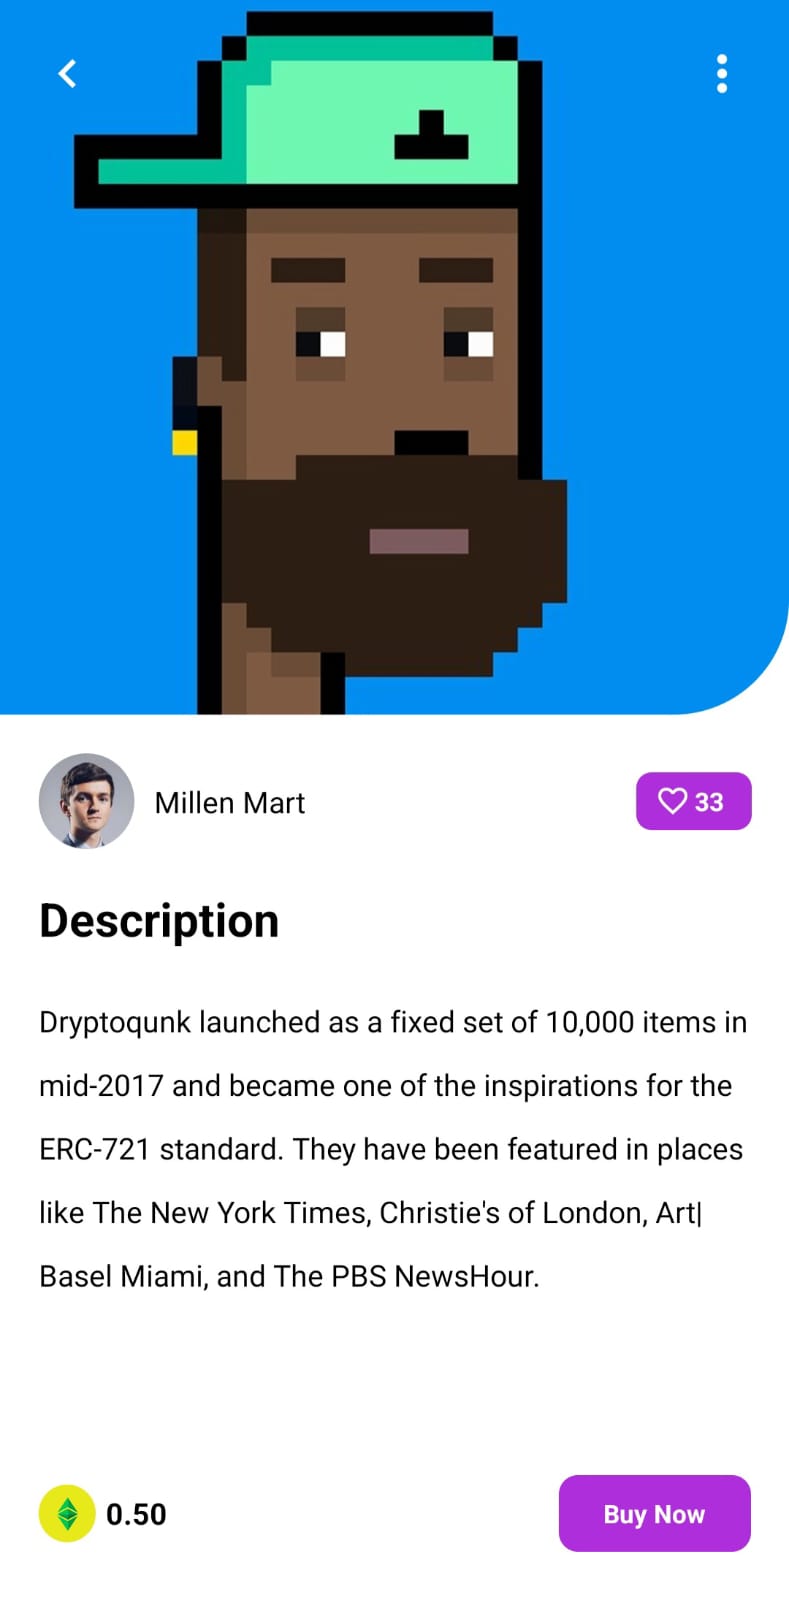 Millen Mart
33
Description
Dryptoqunk launched as a fixed set of 10,000 items in
mid-2017 and became one of the inspirations for the
ERC-721 standard. They have been featured in places
like The New York Times, Christie's of London, Art|
Basel Miami, and The PBS NewsHour.
0.50
Buy Now